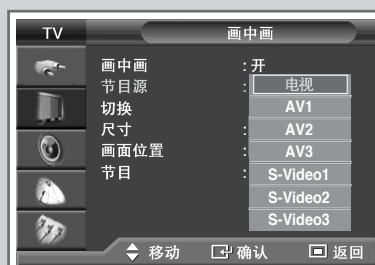 TV
画中画
画中画 : 开
节目源 : 电视
切换 AV1
尺寸 : AV2
画面位置 : AV3
节目 : S-Video1
S-Video2
S-Video3
移动 确认 返回